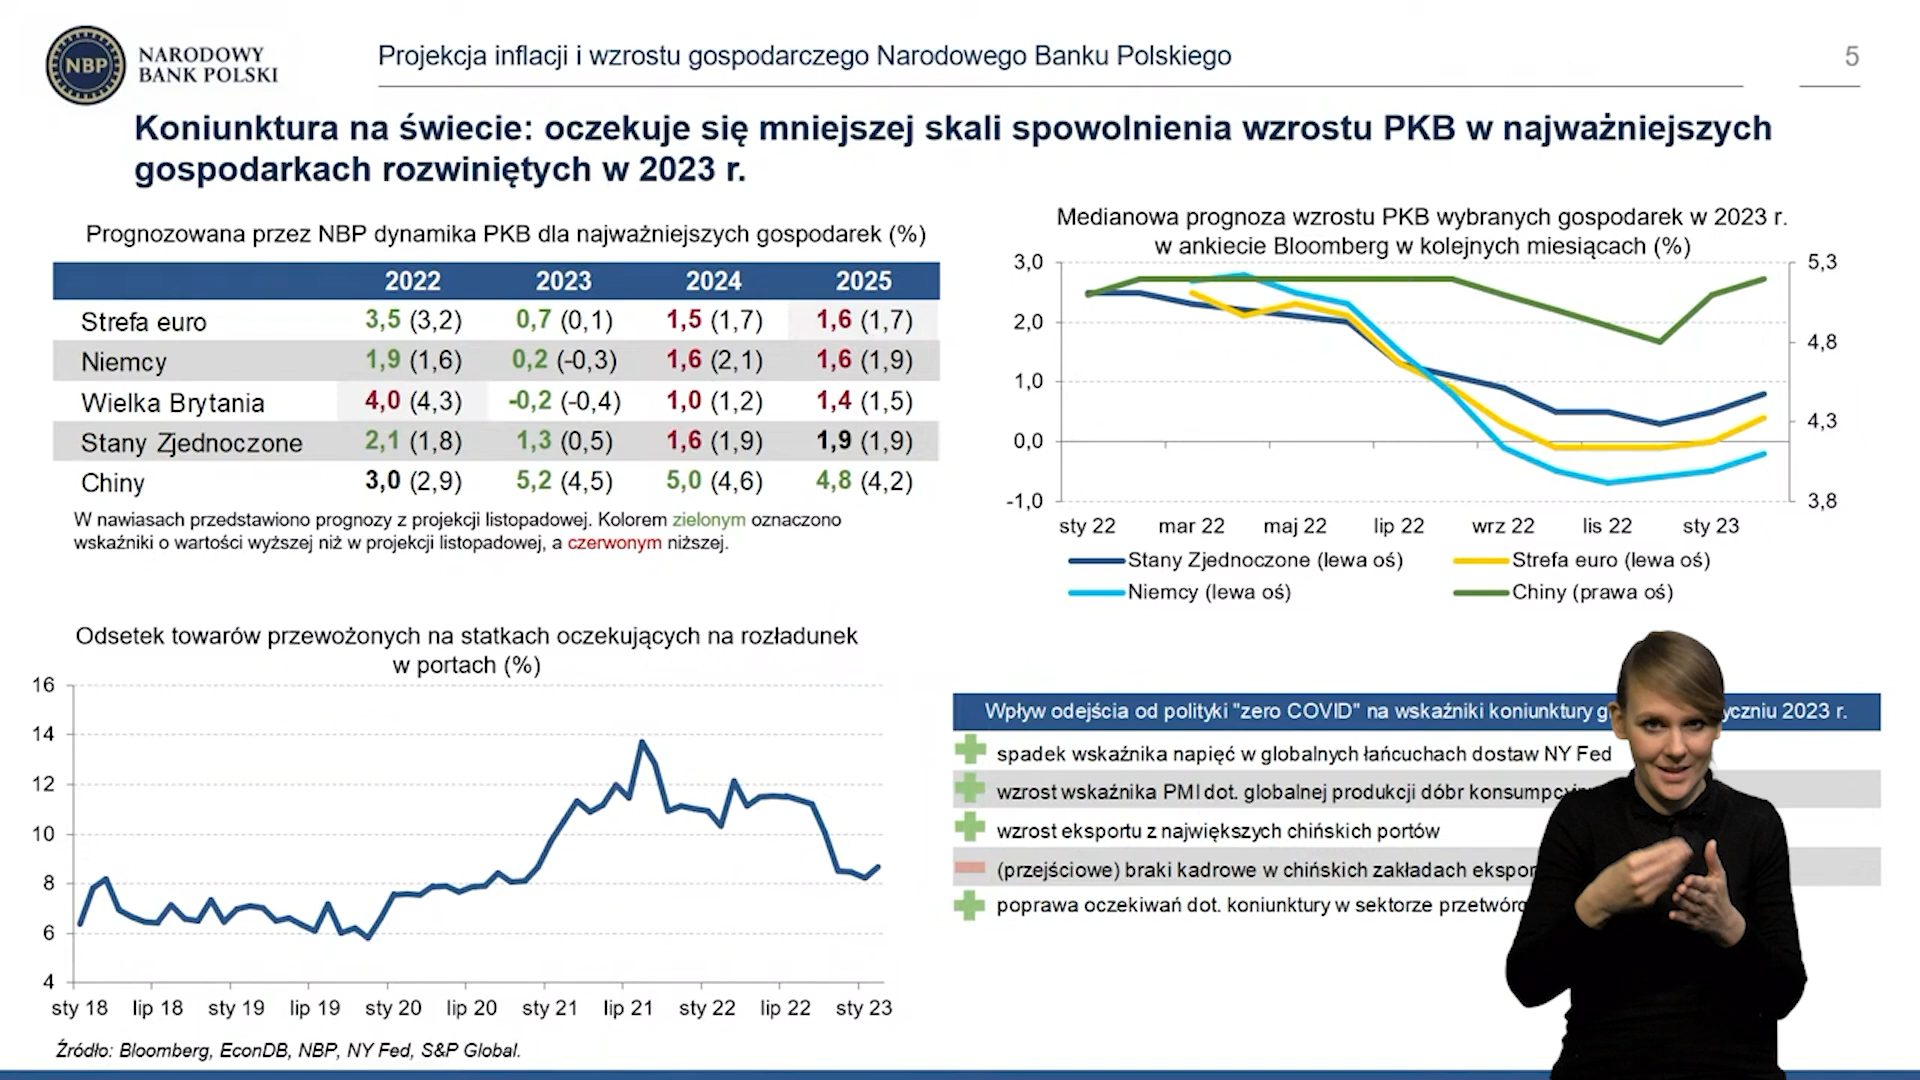 NBP
NARODOWY
BANK POLSKI
Projekcja inflacji i wzrostu gospodarczego Narodowego Banku Polskiego
5
Koniunktura na świecie: oczekuje się mniejszej skali spowolnienia wzrostu PKB w najważniejszych
gospodarkach rozwiniętych w 2023 r.
Prognozowana przez NBP dynamika PKB dla najważniejszych gospodarek (%)
2022 2023 2024 2025
Strefa euro 3,5 (3,2) 0,7 (0,1) 1,5 (1,7) 1,6 (1,7)
Niemcy 1,9 (1,6) 0,2 (-0,3) 1,6 (2,1) 1,6 (1,9)
Wielka Brytania 4,0 (4,3) -0,2 (-0,4) 1,0 (1,2) 1,4 (1,5)
Stany Zjednoczone 2,1 (1,8) 1,3 (0,5) 1,6 (1,9) 1,9 (1,9)
Chiny 3,0 (2,9) 5,2 (4,5) 5,0 (4,6) 4,8 (4,2)
W nawiasach przedstawiono prognozy z projekcji listopadowej. Kolorem zielonym oznaczono
wskaźniki o wartości wyższej niż w projekcji listopadowej, a czerwonym niższej.
Medianowa prognoza wzrostu PKB wybranych gospodarek w 2023 r.
w ankiecie Bloomberg w kolejnych miesiącach (%)
3,0 5,3
2,0 4,8
1,0
0,0 4,3
-1,0 3,8
sty 22 mar 22 maj 22 lip 22 wrz 22 lis 22 sty 23
Stany Zjednoczone (lewa oś) Strefa euro (lewa oś)
Niemcy (lewa oś) Chiny (prawa oś)
Odsetek towarów przewożonych na statkach oczekujących na rozładunek
w portach (%)
16
14
12
10
8
6
4
sty 18 lip 18 sty 19 lip 19 sty 20 lip 20 sty 21 lip 21 sty 22 lip 22 sty 23
Wpływ odejścia od polityki "zero COVID" na wskaźniki koniunktury 2023 r.
spadek wskaźnika napięć w globalnych łańcuchach dostaw NY Fed
wzrost wskaźnika PMI dot. globalnej produkcji dóbr
wzrost eksportu z największych chińskich portów
(przejściowe) braki kadrowe w chińskich zakładach
poprawa oczekiwań dot. koniunktury w sektorze
Źródło: Bloomberg, EconDB, NBP, NY Fed, S&P Global.